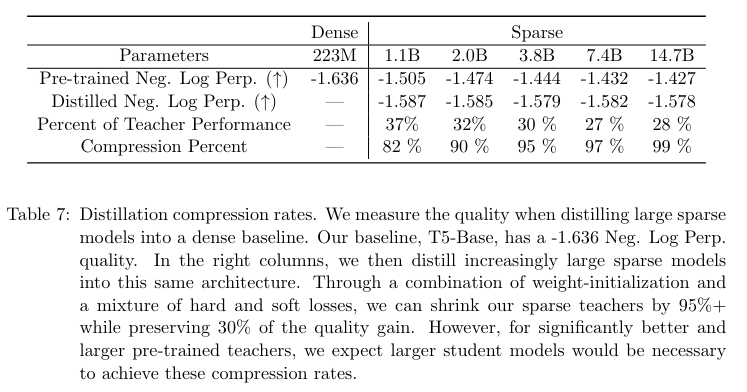 Dense Sparse
Parameters 223M 1.1B 2.0B 3.8B 7.4B 14.7B
Pre-trained Neg. Log Perp. (↑) -1.636 -1.505 -1.474 -1.444 -1.432 -1.427
Distilled Neg. Log Perp. (↑) — -1.587 -1.585 -1.579 -1.582 -1.578
Percent of Teacher Performance — 37% 32% 30 % 27 % 28 %
Compression Percent — 82 % 90 % 95 % 97 % 99 %
Table 7: Distillation compression rates. We measure the quality when distilling large sparse
models into a dense baseline. Our baseline, T5-Base, has a -1.636 Neg. Log Perp.
quality. In the right columns, we then distill increasingly large sparse models
into this same architecture. Through a combination of weight-initialization and
a mixture of hard and soft losses, we can shrink our sparse teachers by 95%+
while preserving 30% of the quality gain. However, for significantly better and
larger pre-trained teachers, we expect larger student models would be necessary
to achieve these compression rates.